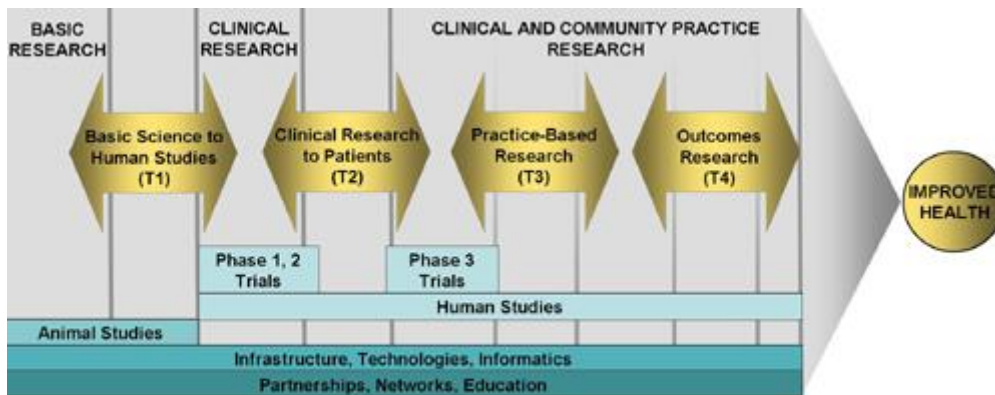 BASIC
RESEARCH
CLINICAL
RESEARCH
CLINICAL AND COMMUNITY PRACTICE
RESEARCH
Basic Science to
Human Studies
(T1)
Clinical Research
to Patients
(T2)
Practice-Based
Research
(T3)
Outcomes
Research
(T4)
IMPROVED
HEALTH
Phase 1, 2
Trials
Phase 3
Trials
Human Studies
Animal Studies
Infrastructure, Technologies, Informatics
Partnerships, Networks, Education